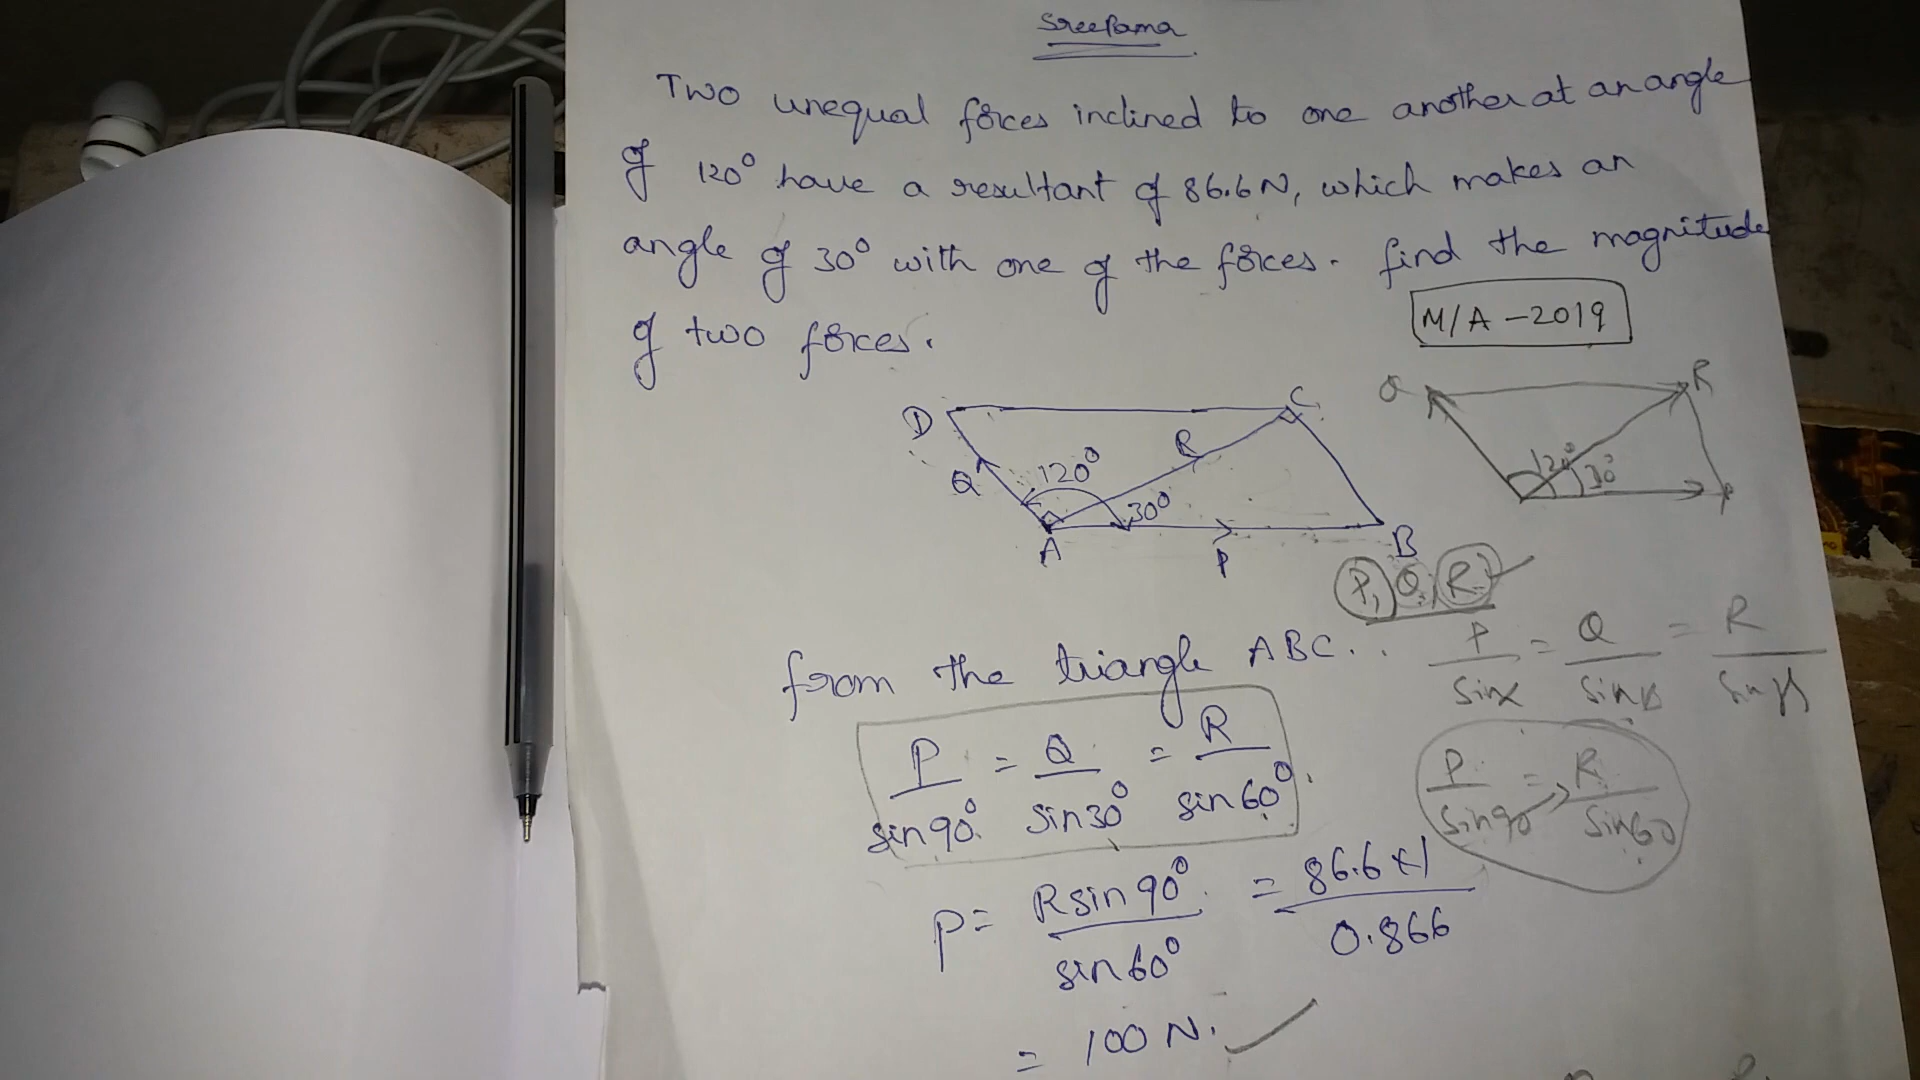 Sreerama
Two unequal forces inclined to one another at an angle
of 120° have a resultant of 86.6N, which makes an
angle of 30° with one of the forces. find the magnitude
of two forces.
M/A - 2019
D C
Q 120° R 30°
A P B
Q R
120° 30°
P
P, Q, R
from the triangle ABC..
P/sin90° = Q/sin30° = R/sin60°.
P/sinα = Q/sinβ = R/sinγ
P/sin90 = R/sin60
P = R sin90°/sin60° = 86.6 x 1/0.866
= 100 N.